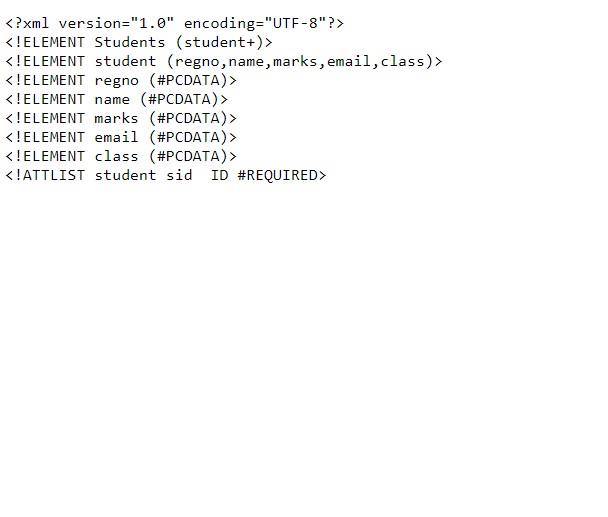 <?xml version="1.0" encoding="UTF-8"?>
<!ELEMENT Students (student+)>
<!ELEMENT student (regno,name,marks,email,class)>
<!ELEMENT regno (#PCDATA)>
<!ELEMENT name (#PCDATA)>
<!ELEMENT marks (#PCDATA)>
<!ELEMENT email (#PCDATA)>
<!ELEMENT class (#PCDATA)>
<!ATTLIST student sid  ID #REQUIRED>